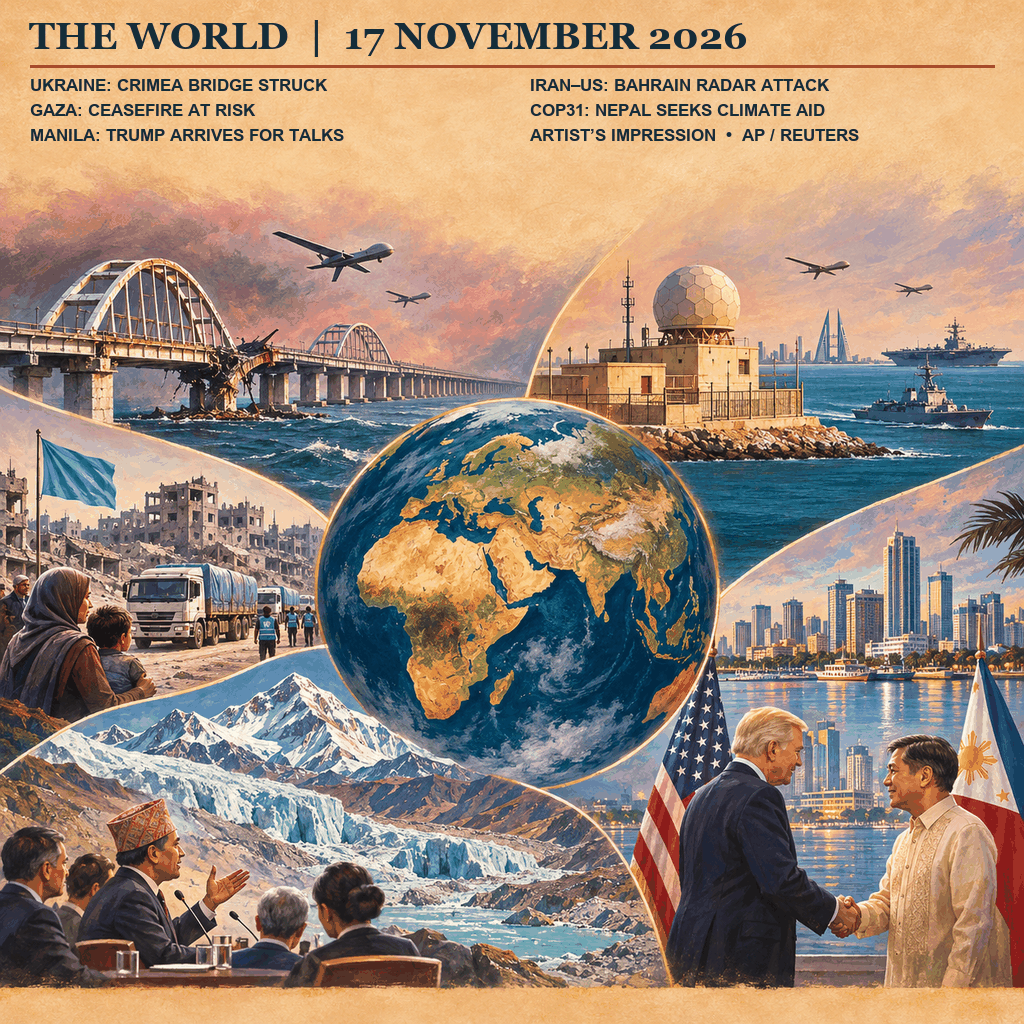 THE WORLD | 17 NOVEMBER 2026
UKRAINE: CRIMEA BRIDGE STRUCK
GAZA: CEASEFIRE AT RISK
MANILA: TRUMP ARRIVES FOR TALKS
IRAN–US: BAHRAIN RADAR ATTACK
COP31: NEPAL SEEKS CLIMATE AID
ARTIST’S IMPRESSION • AP / REUTERS